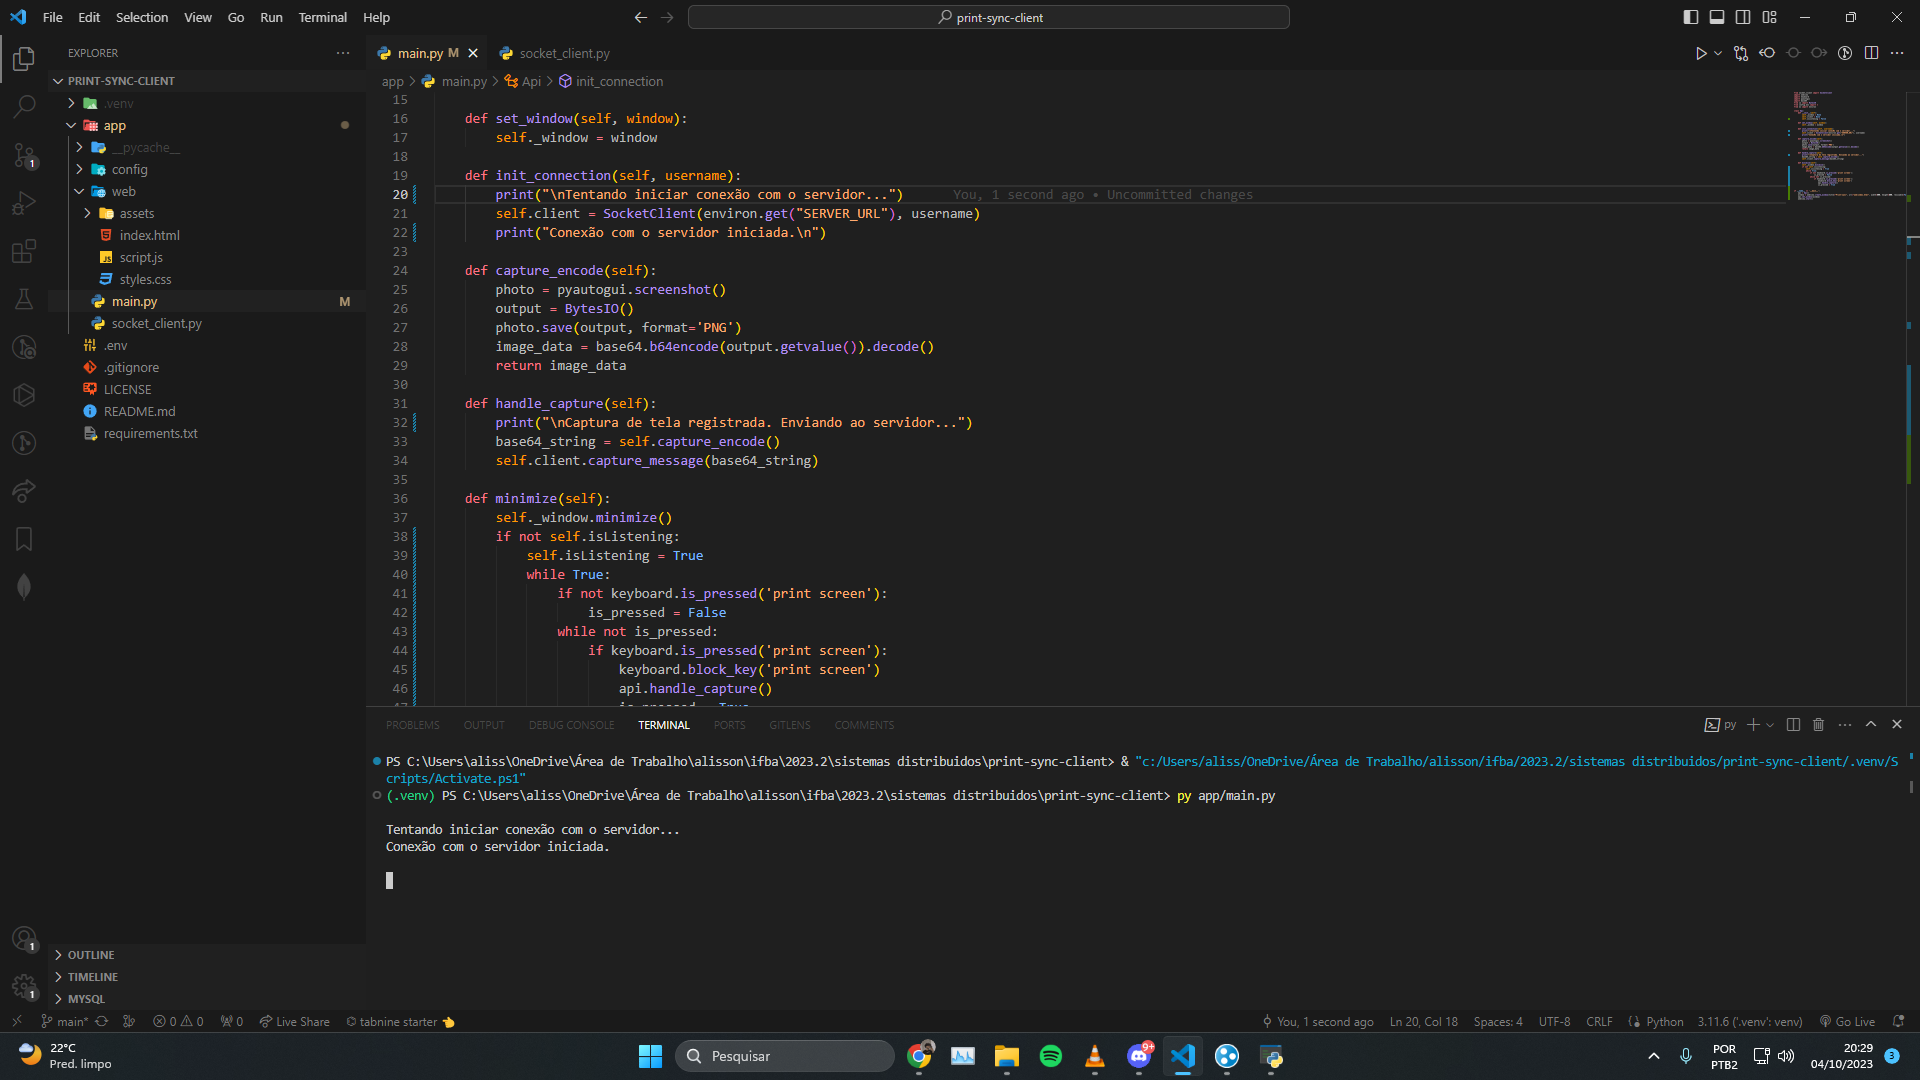 File Edit Selection View Go Run Terminal Help
print-sync-client
EXPLORER
PRINT-SYNC-CLIENT
.venv
app
__pycache__
config
web
assets
index.html
script.js
styles.css
main.py M
socket_client.py
.env
.gitignore
LICENSE
README.md
requirements.txt
OUTLINE
TIMELINE
MYSQL
main.py M
socket_client.py
app > main.py > Api > init_connection
15
16 def set_window(self, window):
17 self._window = window
18
19 def init_connection(self, username):
20 print("\nTentando iniciar conexão com o servidor...") You, 1 second ago • Uncommitted changes
21 self.client = SocketClient(environ.get("SERVER_URL"), username)
22 print("Conexão com o servidor iniciada.\n")
23
24 def capture_encode(self):
25 photo = pyautogui.screenshot()
26 output = BytesIO()
27 photo.save(output, format='PNG')
28 image_data = base64.b64encode(output.getvalue()).decode()
29 return image_data
30
31 def handle_capture(self):
32 print("\nCaptura de tela registrada. Enviando ao servidor...")
33 base64_string = self.capture_encode()
34 self.client.capture_message(base64_string)
35
36 def minimize(self):
37 self._window.minimize()
38 if not self.isListening:
39 self.isListening = True
40 while True:
41 if not keyboard.is_pressed('print screen'):
42 is_pressed = False
43 while not is_pressed:
44 if keyboard.is_pressed('print screen'):
45 keyboard.block_key('print screen')
46 api.handle_capture()
PROBLEMS OUTPUT DEBUG CONSOLE TERMINAL PORTS GITLENS COMMENTS
py
PS C:\Users\aliss\OneDrive\Área de Trabalho\alisson\ifba\2023.2\sistemas distribuidos\print-sync-client> & "c:/Users/aliss/OneDrive/Área de Trabalho/alisson/ifba/2023.2/sistemas distribuidos/print-sync-client/.venv/S
cripts/Activate.ps1"
(.venv) PS C:\Users\aliss\OneDrive\Área de Trabalho\alisson\ifba\2023.2\sistemas distribuidos\print-sync-client> py app/main.py
Tentando iniciar conexão com o servidor...
Conexão com o servidor iniciada.
1
1
1
main* 0 0 0 Live Share tabnine starter
You, 1 second ago Ln 20, Col 18 Spaces: 4 UTF-8 CRLF Python 3.11.6 ('.venv': venv) Go Live
22°C
Pred. limpo
Pesquisar
9+
POR
PTB2
20:29
04/10/2023
3